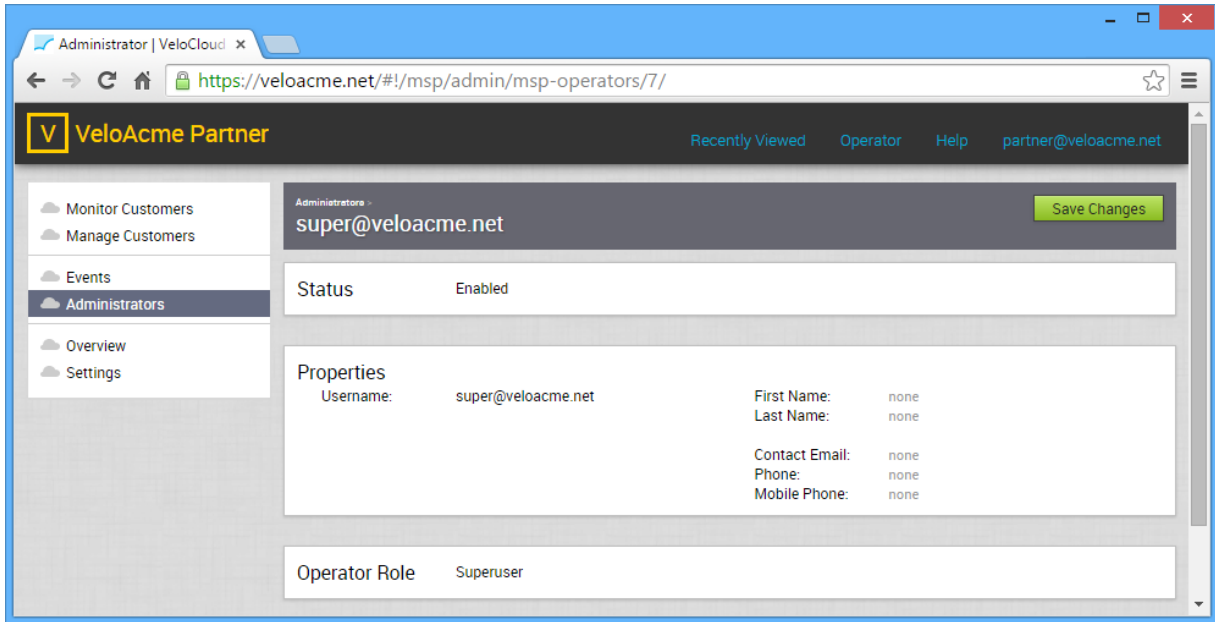 Administrator | VeloCloud
https://veloacme.net/#!/msp/admin/msp-operators/7/
V VeloAcme Partner
Recently Viewed Operator Help partner@veloacme.net
Monitor Customers
Manage Customers
Events
Administrators
Overview
Settings
Administrators >
super@veloacme.net
Save Changes
Status Enabled
Properties
Username: super@veloacme.net First Name: none
Last Name: none
Contact Email: none
Phone: none
Mobile Phone: none
Operator Role Superuser